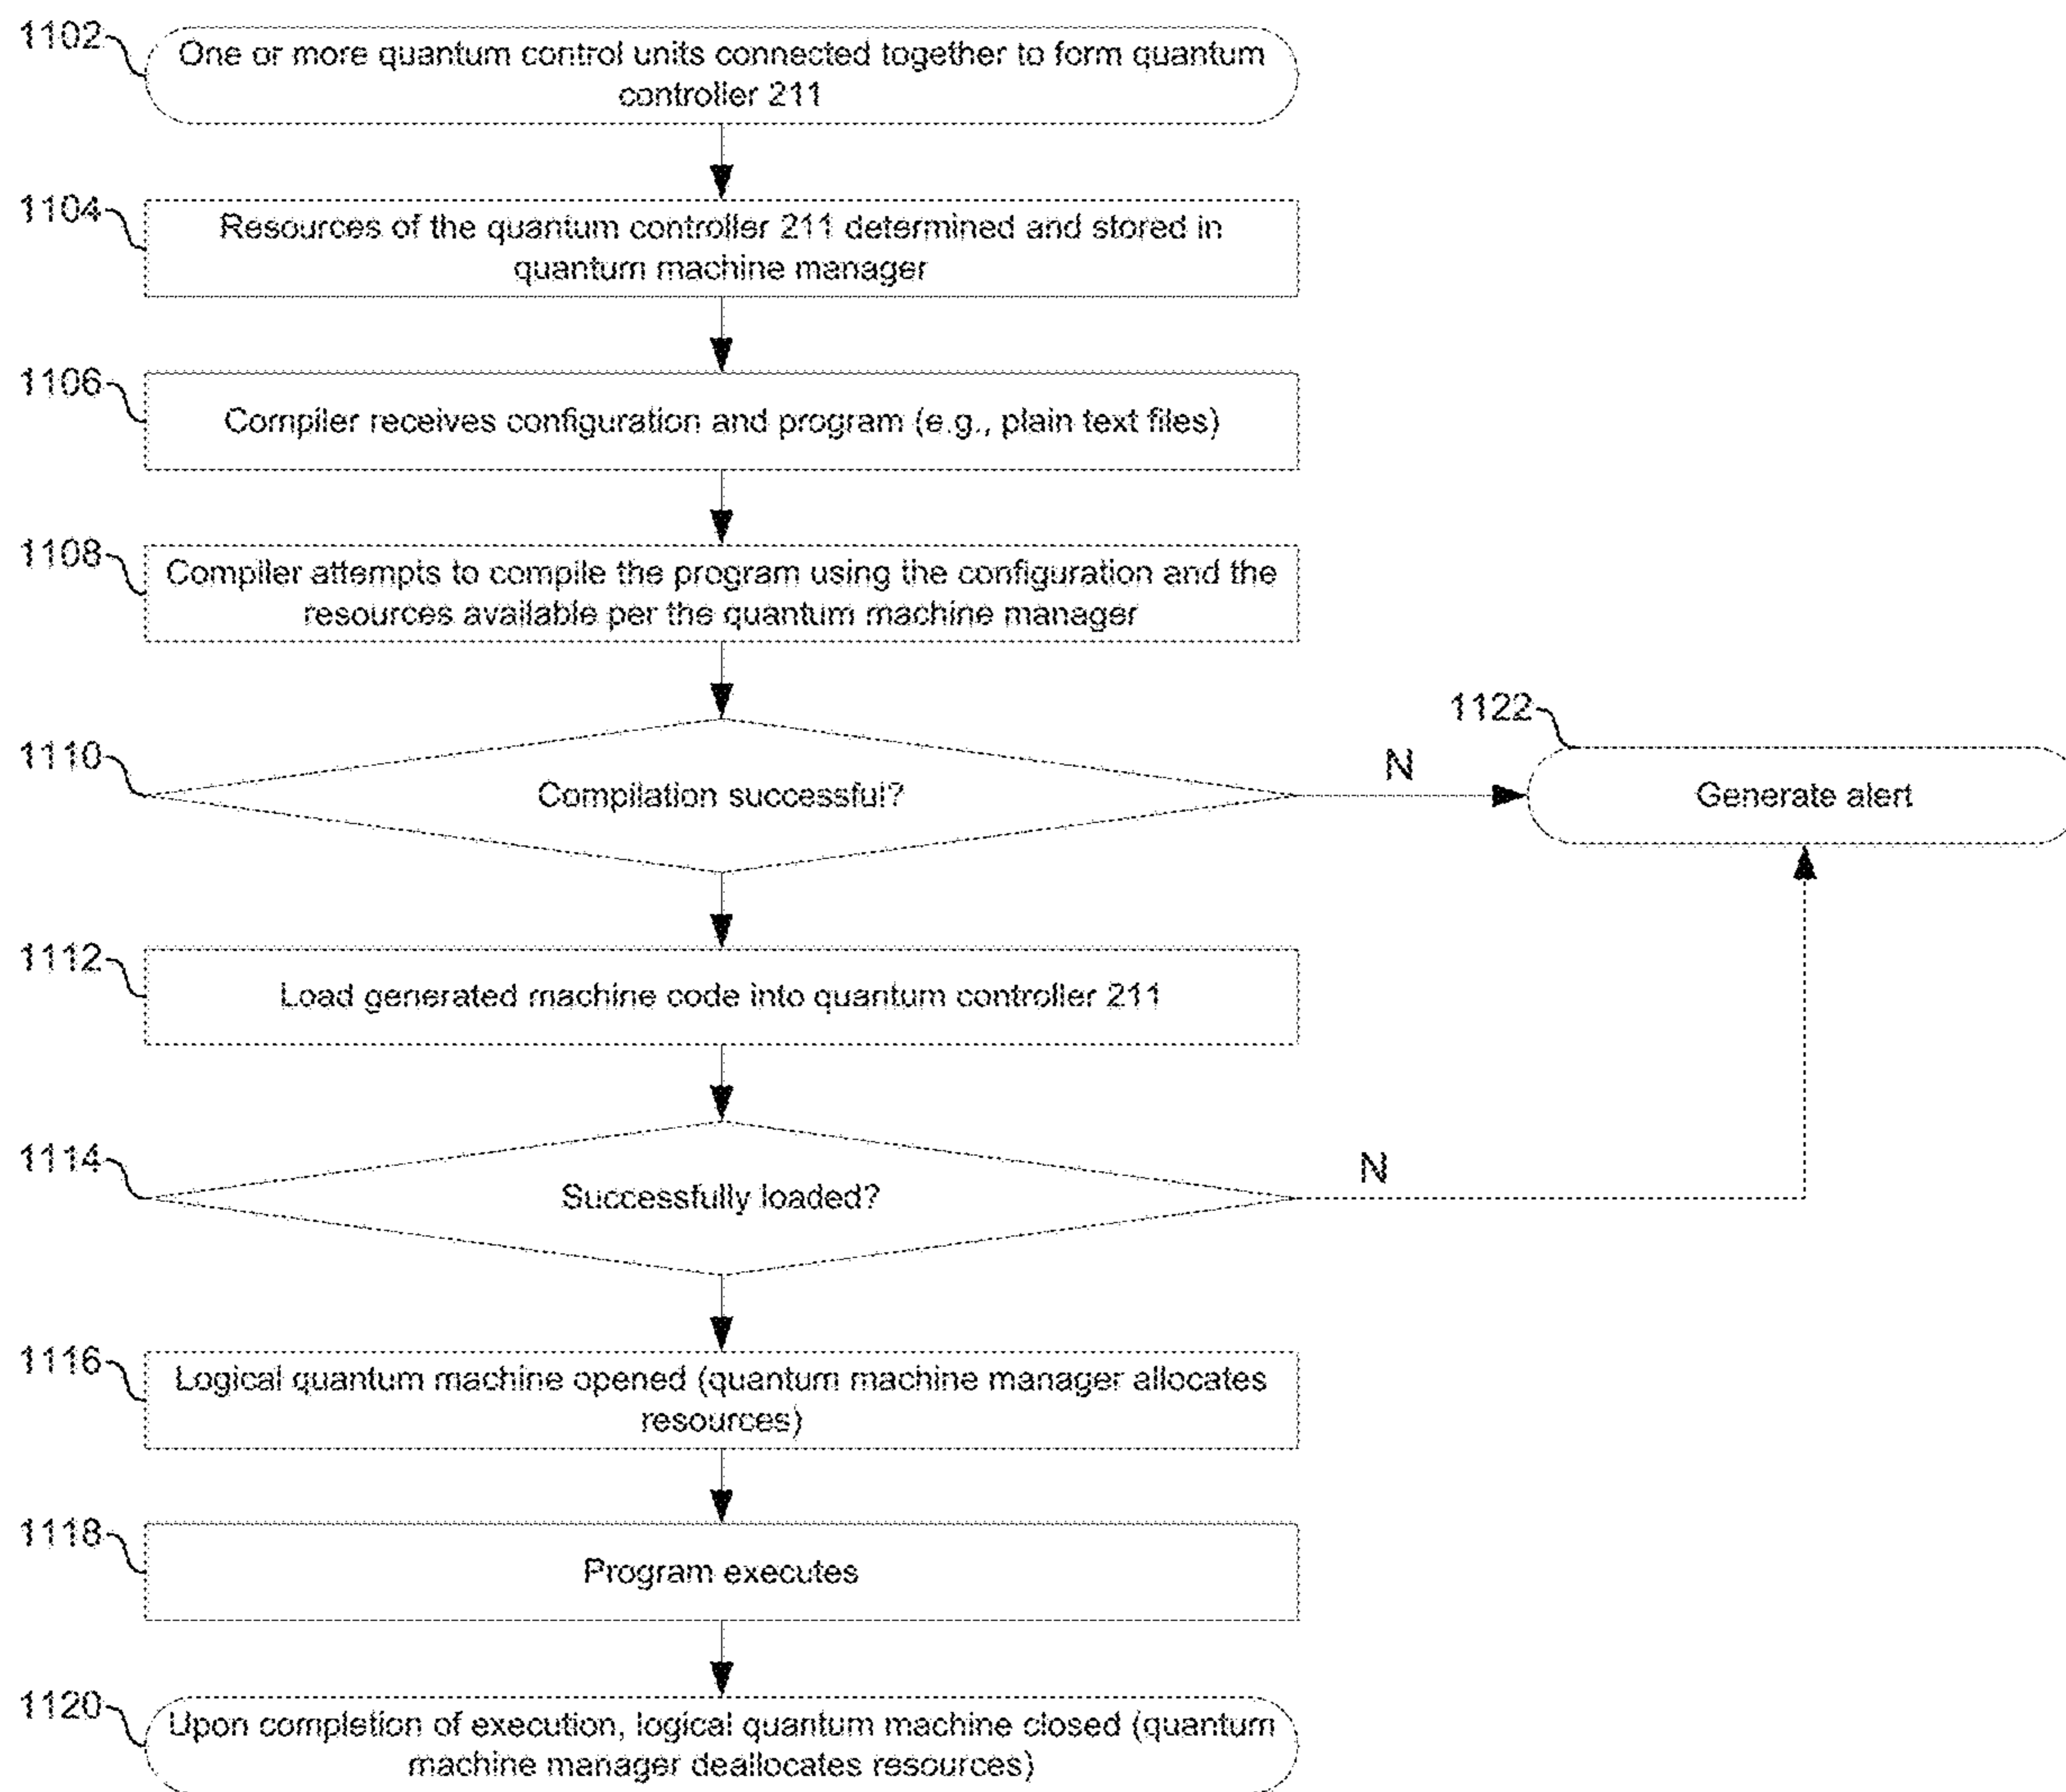 1102
One or more quantum control units connected together to form quantum
controller 211
1104
Resources of the quantum controller 211 determined and stored in
quantum machine manager
1106
Compiler receives configuration and program (e.g., plain text files)
1108
Compiler attempts to compile the program using the configuration and the
resources available per the quantum machine manager
1110
Compilation successful?
N
1122
Generate alert
1112
Load generated machine code into quantum controller 211
1114
Successfully loaded?
N
1116
Logical quantum machine opened (quantum machine manager allocates
resources)
1118
Program executes
1120
Upon completion of execution, logical quantum machine closed (quantum
machine manager deallocates resources)